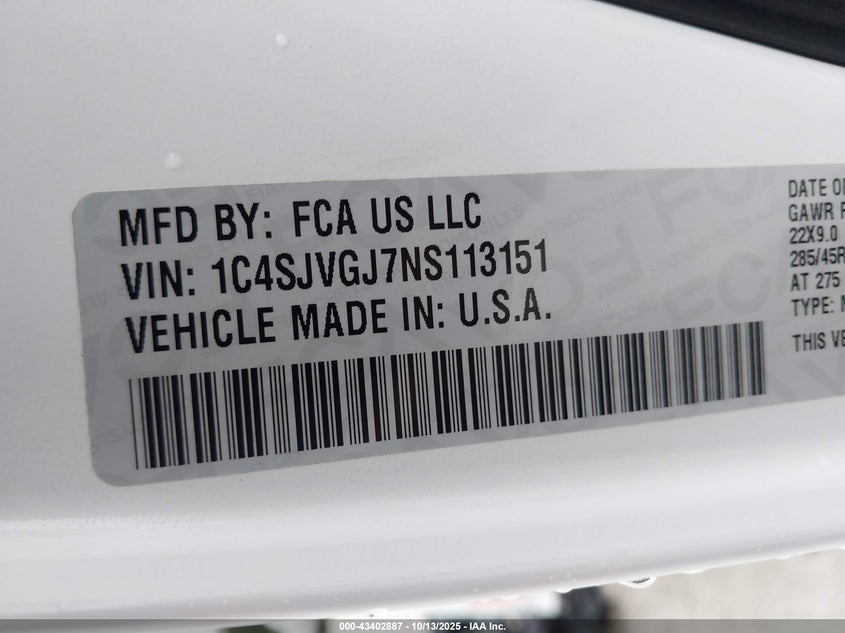 MFD BY: FCA US LLC
VIN: 1C4SJVGJ7NS113151
VEHICLE MADE IN: U.S.A.
DATE O
GAWR
22X9.0
285/45R
AT 275
TYPE:
THIS VE
000-43402887 - 10/13/2025 - IAA Inc.